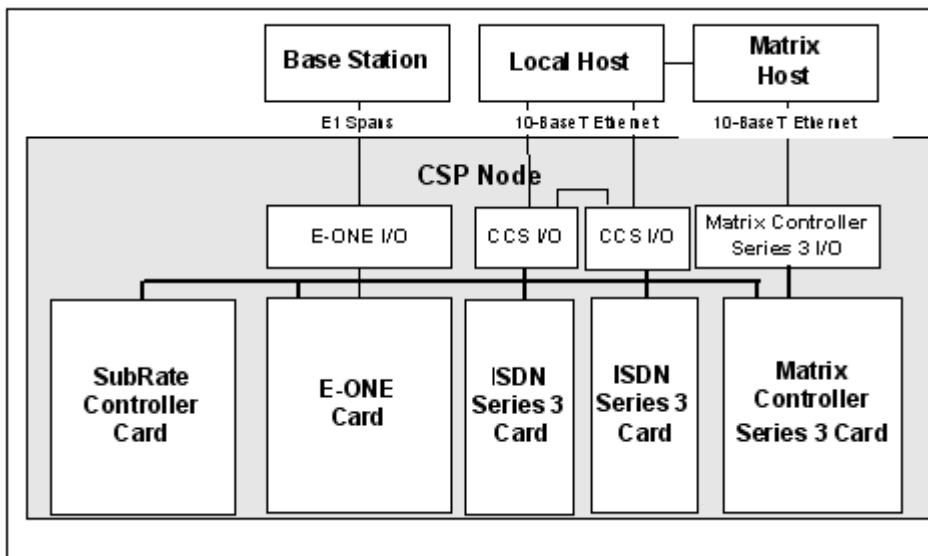 Base Station
Local Host
Matrix
Host
E1 Spans
10-Base T Ethernet
10-Base T Ethernet
CSP Node
E-ONE I/O
CCS I/O
CCS I/O
Matrix Controller
Series 3 I/O
SubRate
Controller
Card
E-ONE
Card
ISDN
Series 3
Card
ISDN
Series 3
Card
Matrix
Controller
Series 3 Card